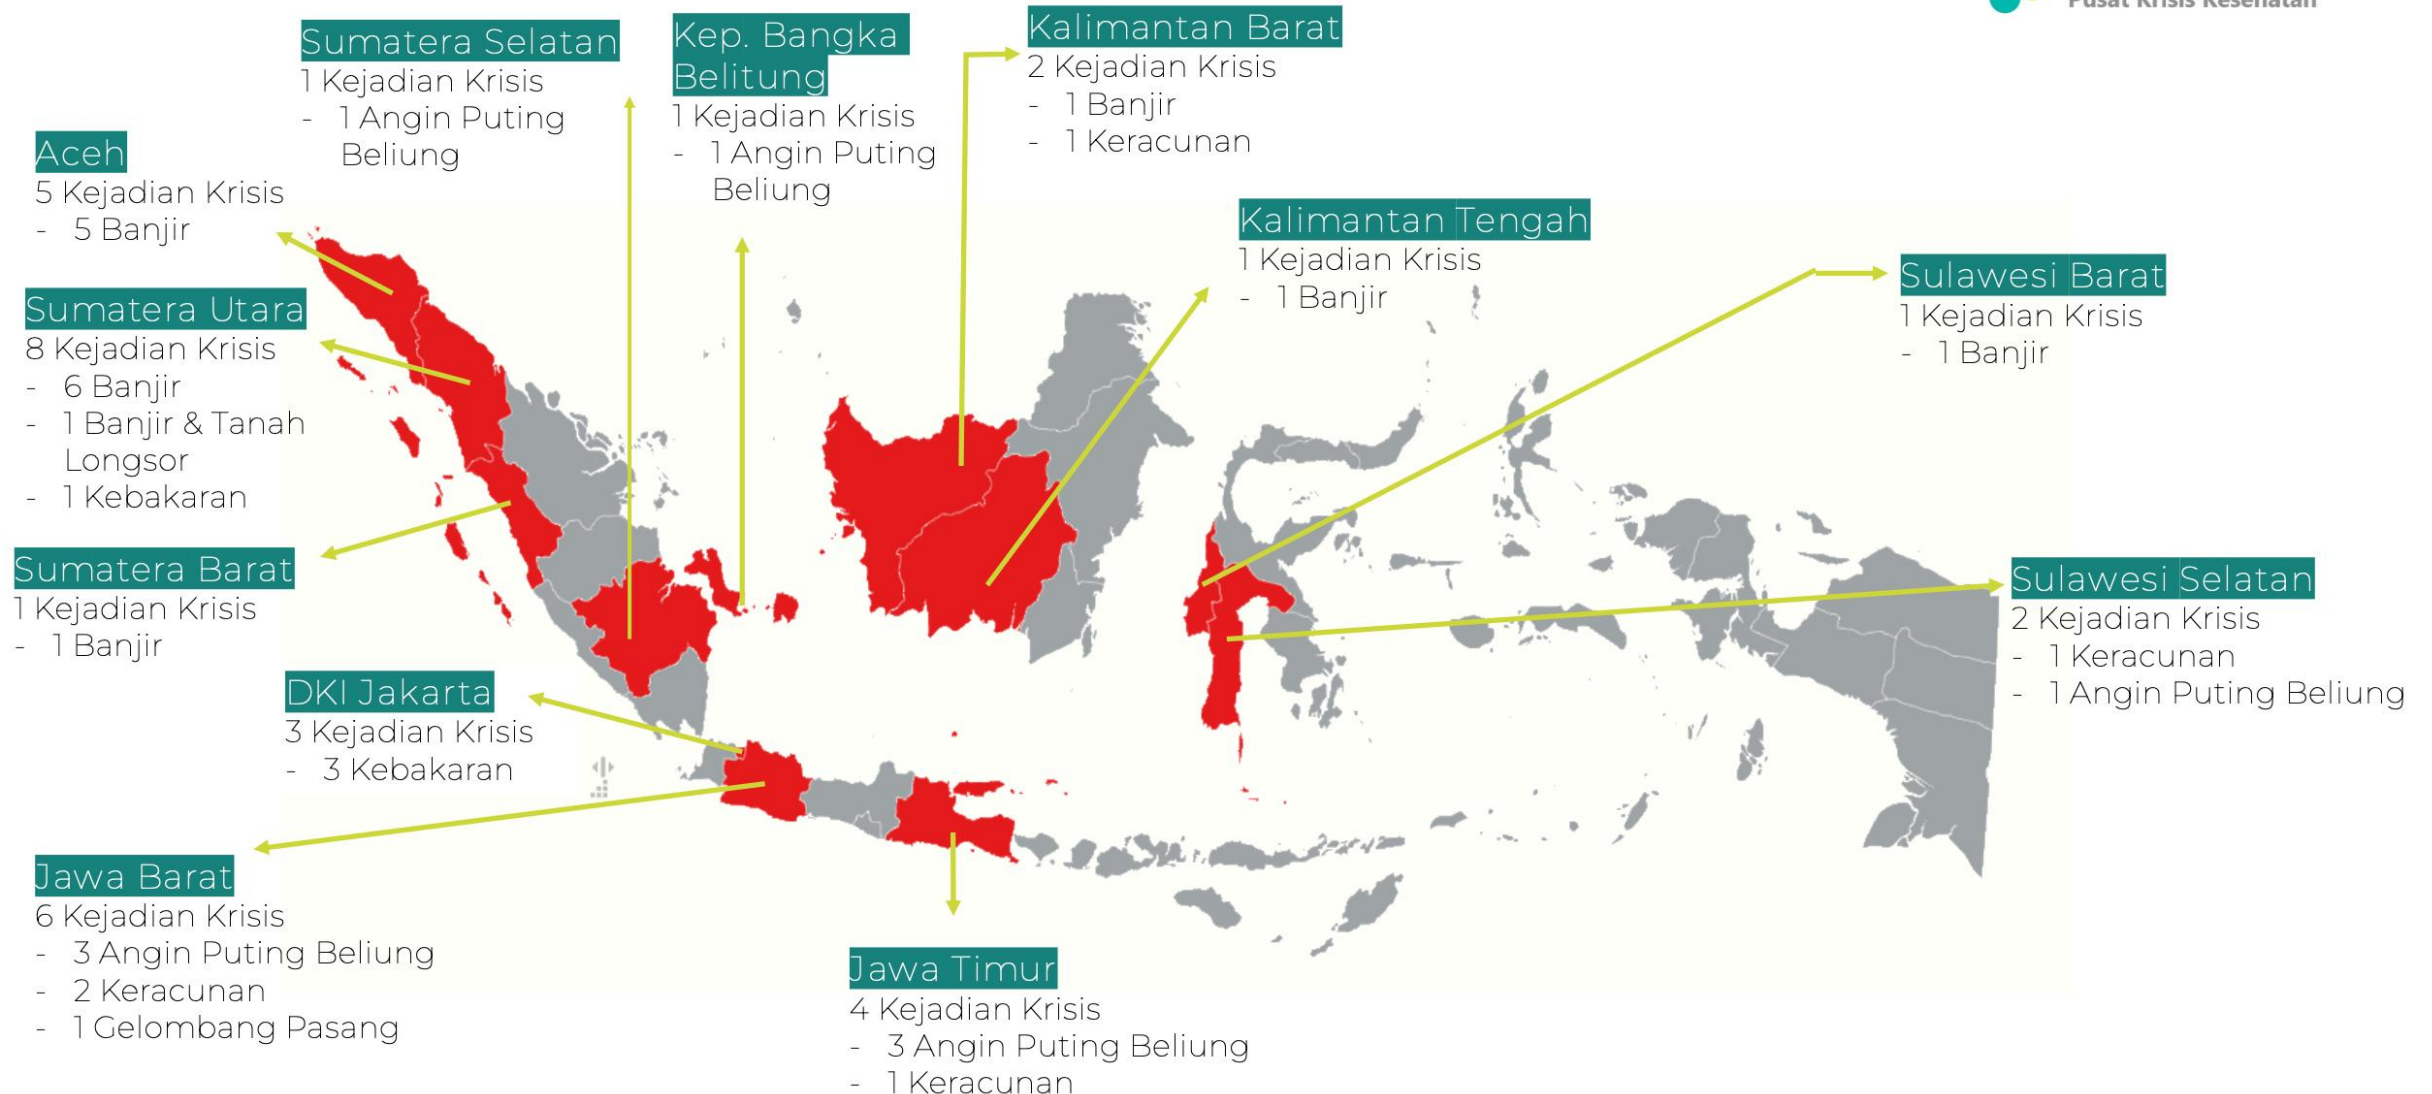 Pusat Krisis Kesehatan
Sumatera Selatan
1 Kejadian Krisis
- 1 Angin Puting
Beliung
Kep. Bangka
Belitung
1 Kejadian Krisis
- 1 Angin Puting
Beliung
Kalimantan Barat
2 Kejadian Krisis
- 1 Banjir
- 1 Keracunan
Aceh
5 Kejadian Krisis
- 5 Banjir
Kalimantan Tengah
1 Kejadian Krisis
- 1 Banjir
Sulawesi Barat
1 Kejadian Krisis
- 1 Banjir
Sumatera Utara
8 Kejadian Krisis
- 6 Banjir
- 1 Banjir & Tanah
Longsor
- 1 Kebakaran
Sumatera Barat
1 Kejadian Krisis
- 1 Banjir
Sulawesi Selatan
2 Kejadian Krisis
- 1 Keracunan
- 1 Angin Puting Beliung
DKI Jakarta
3 Kejadian Krisis
- 3 Kebakaran
Jawa Barat
6 Kejadian Krisis
- 3 Angin Puting Beliung
- 2 Keracunan
- 1 Gelombang Pasang
Jawa Timur
4 Kejadian Krisis
- 3 Angin Puting Beliung
- 1 Keracunan